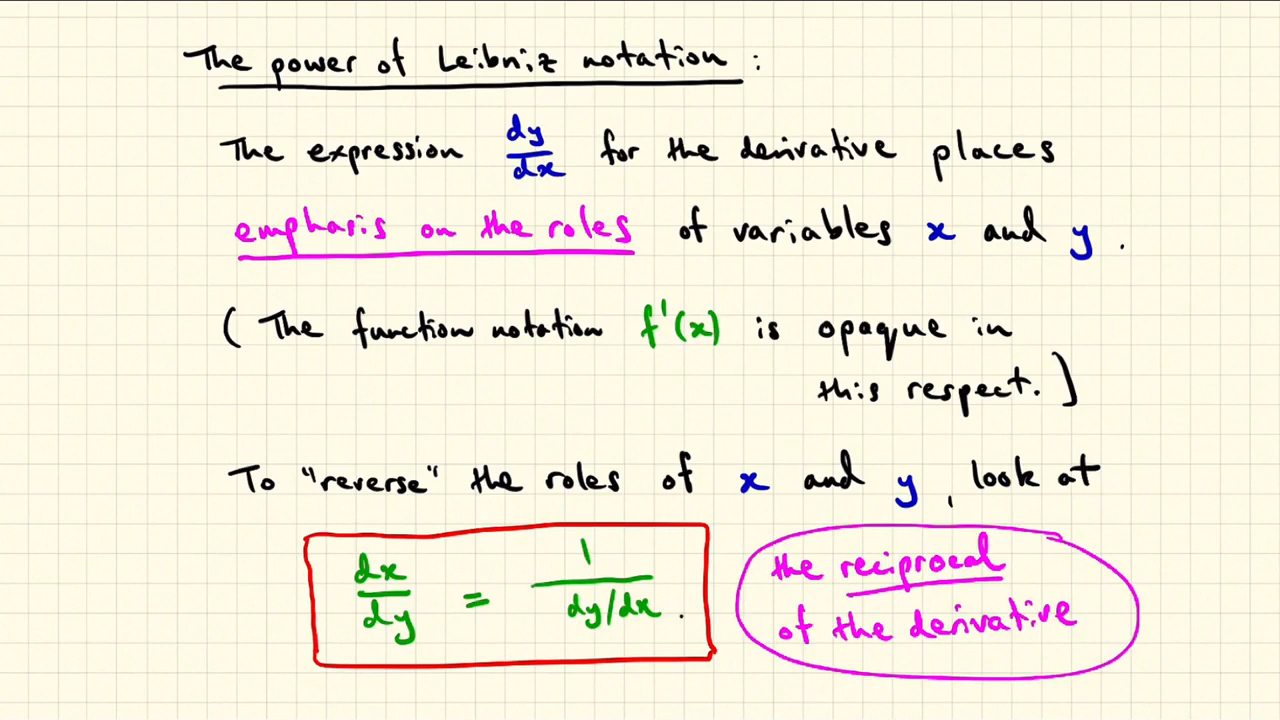 The power of Leibniz notation :
The expression dy/dx for the derivative places
emphasis on the roles of variables x and y .
( The function notation f'(x) is opaque in
this respect. ]
To "reverse" the roles of x and y , look at
dx/dy = 1/(dy/dx) .
the reciprocal
of the derivative